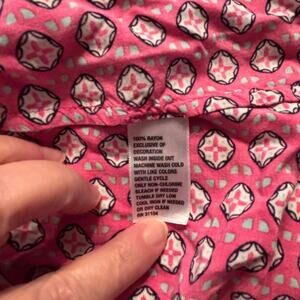 100% RAYON
EXCLUSIVE OF
DECORATION
WASH INSIDE OUT
MACHINE WASH COLD
WITH LIKE COLORS
GENTLE CYCLE
ONLY NON-CHLORINE
BLEACH IF NEEDED
TUMBLE DRY LOW
COOL IRON IF NEEDED
OR DRY CLEAN
RN 31104